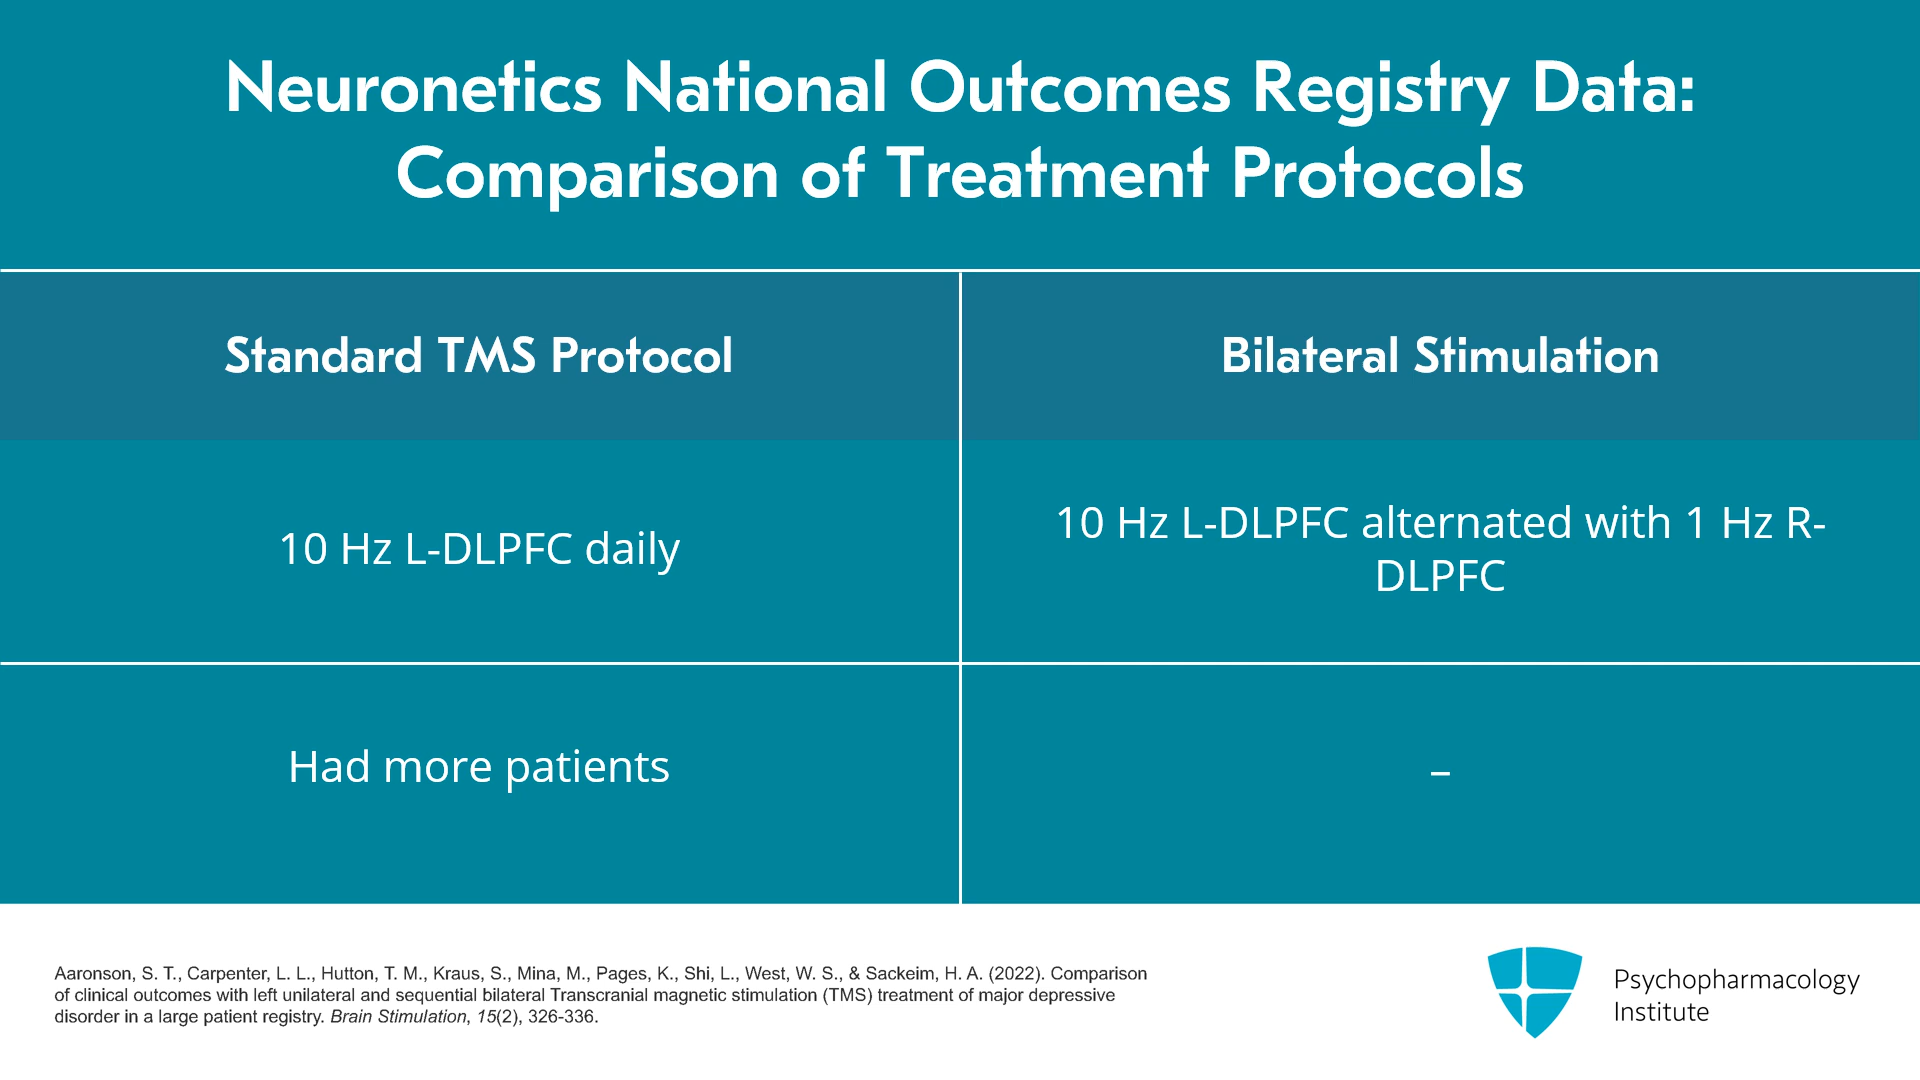 Neuronetics National Outcomes Registry Data:
Comparison of Treatment Protocols
Standard TMS Protocol
Bilateral Stimulation
10 Hz L-DLPFC daily
10 Hz L-DLPFC alternated with 1 Hz R-
DLPFC
Had more patients
–
Aaronson, S. T., Carpenter, L. L., Hutton, T. M., Kraus, S., Mina, M., Pages, K., Shi, L., West, W. S., & Sackeim, H. A. (2022). Comparison
of clinical outcomes with left unilateral and sequential bilateral Transcranial magnetic stimulation (TMS) treatment of major depressive
disorder in a large patient registry. Brain Stimulation, 15(2), 326-336.
Psychopharmacology
Institute